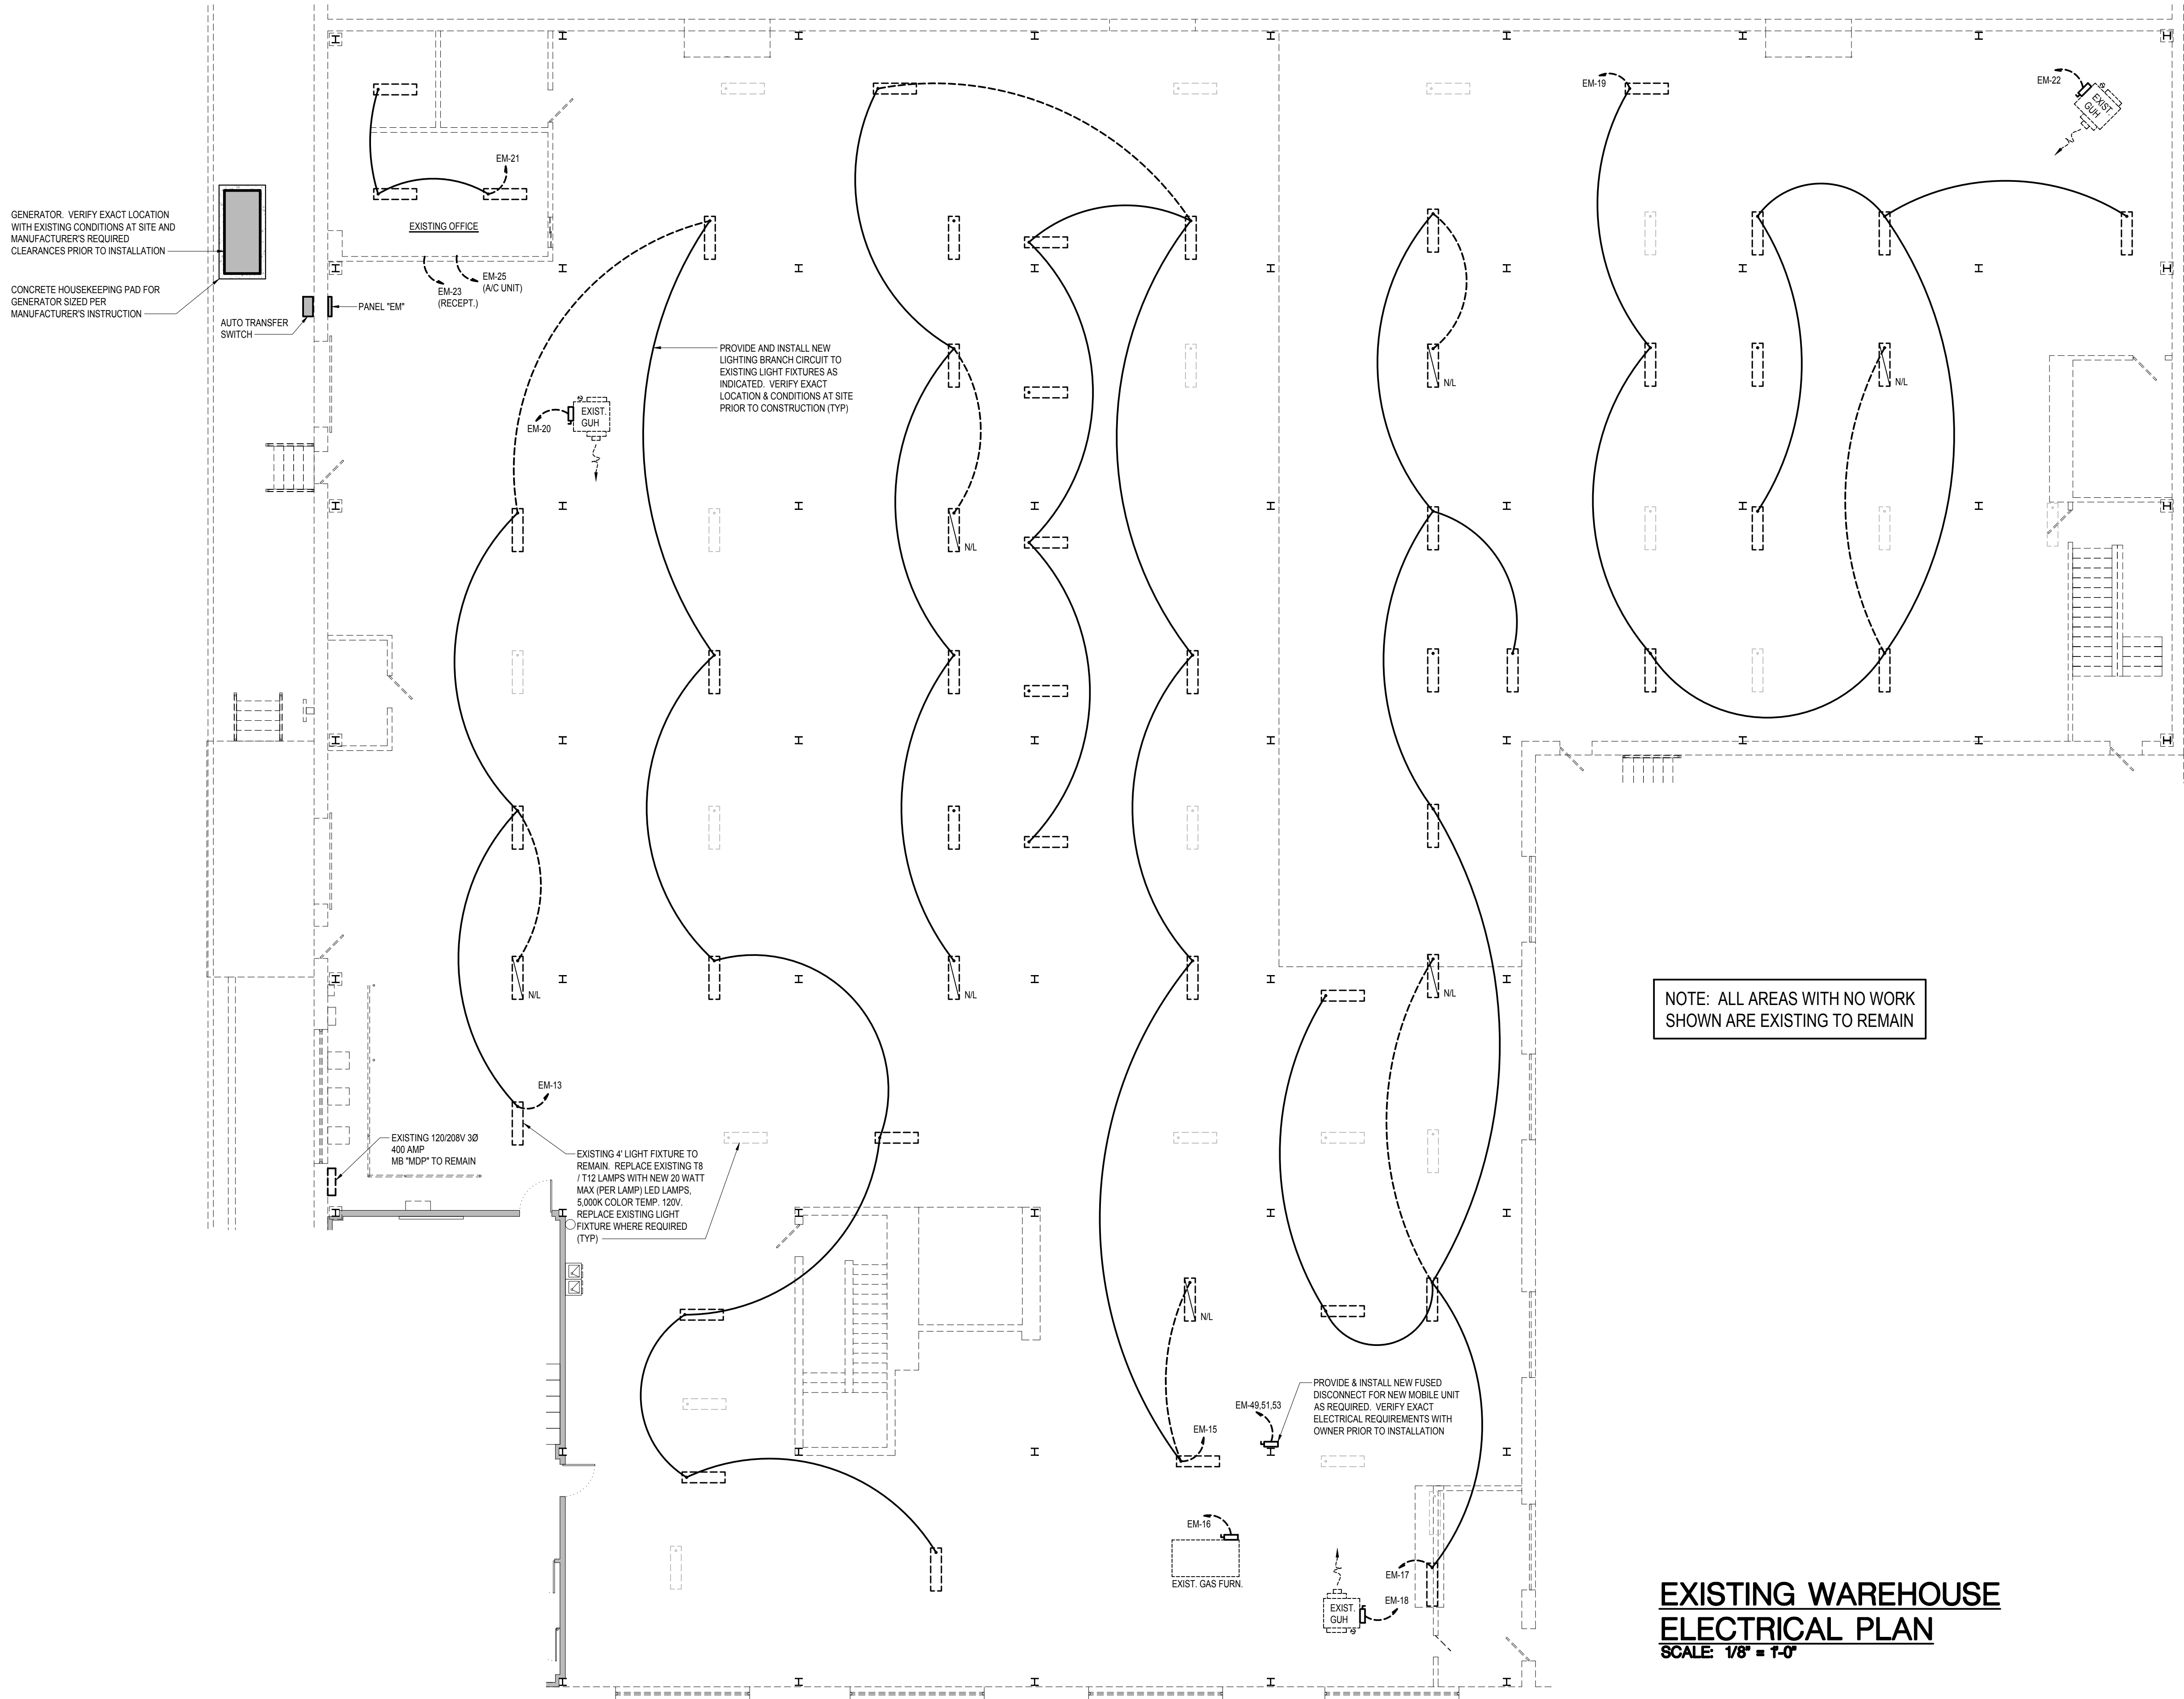 EM-19
EM-22
EXIST.
GUH
EM-21
GENERATOR. VERIFY EXACT LOCATION
WITH EXISTING CONDITIONS AT SITE AND
MANUFACTURER'S REQUIRED
CLEARANCES PRIOR TO INSTALLATION
EXISTING OFFICE
EM-23
(RECEPT.)
EM-25
(A/C UNIT)
CONCRETE HOUSEKEEPING PAD FOR
GENERATOR SIZED PER
MANUFACTURER'S INSTRUCTION
AUTO TRANSFER
SWITCH
PANEL "EM"
PROVIDE AND INSTALL NEW
LIGHTING BRANCH CIRCUIT TO
EXISTING LIGHT FIXTURES AS
INDICATED. VERIFY EXACT
LOCATION & CONDITIONS AT SITE
PRIOR TO CONSTRUCTION (TYP)
N/L
N/L
EM-20
EXIST.
GUH
N/L
N/L
N/L
N/L
NOTE: ALL AREAS WITH NO WORK
SHOWN ARE EXISTING TO REMAIN
EM-13
EXISTING 120/208V 3Ø
400 AMP
MB "MDP" TO REMAIN
EXISTING 4' LIGHT FIXTURE TO
REMAIN. REPLACE EXISTING T8
/ T12 LAMPS WITH NEW 20 WATT
MAX (PER LAMP) LED LAMPS,
5,000K COLOR TEMP. 120V.
REPLACE EXISTING LIGHT
FIXTURE WHERE REQUIRED
(TYP)
N/L
PROVIDE & INSTALL NEW FUSED
DISCONNECT FOR NEW MOBILE UNIT
AS REQUIRED. VERIFY EXACT
ELECTRICAL REQUIREMENTS WITH
OWNER PRIOR TO INSTALLATION
EM-49,51,53
EM-15
EM-16
EXIST. GAS FURN.
EM-17
EM-18
EXIST.
GUH
EXISTING WAREHOUSE
ELECTRICAL PLAN
SCALE: 1/8" = 1'-0"